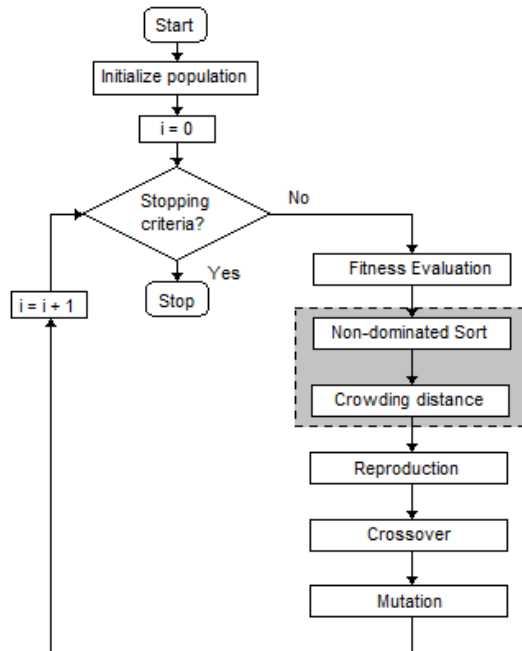 Start
Initialize population
i = 0
Stopping
criteria?
No
Yes
Stop
i = i + 1
Fitness Evaluation
Non-dominated Sort
Crowding distance
Reproduction
Crossover
Mutation